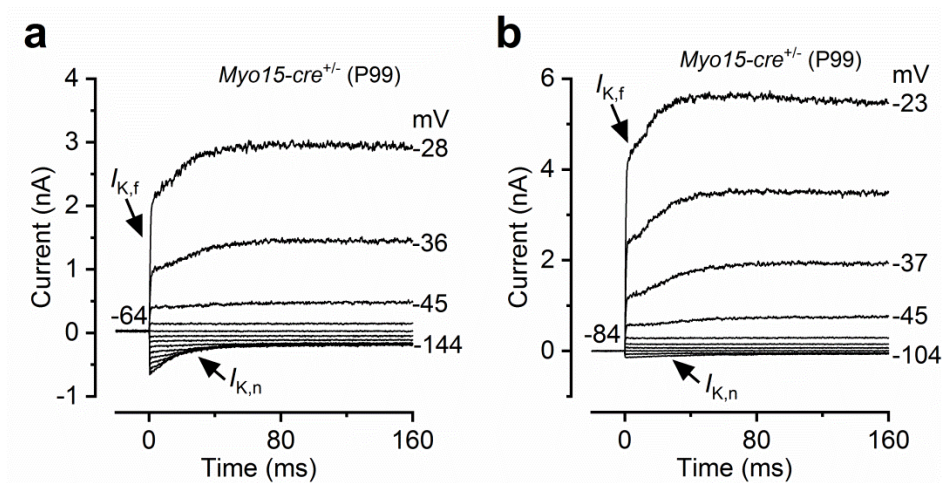 a
Myo15-cre+/- (P99)
mV
4
3
2
1
0
-1
Current (nA)
IK,f
-28
-36
-45
-64
-144
IK,n
0 80 160
Time (ms)
b
Myo15-cre+/- (P99)
mV
6
4
2
0
Current (nA)
IK,f
-23
-37
-45
-84
-104
IK,n
0 80 160
Time (ms)